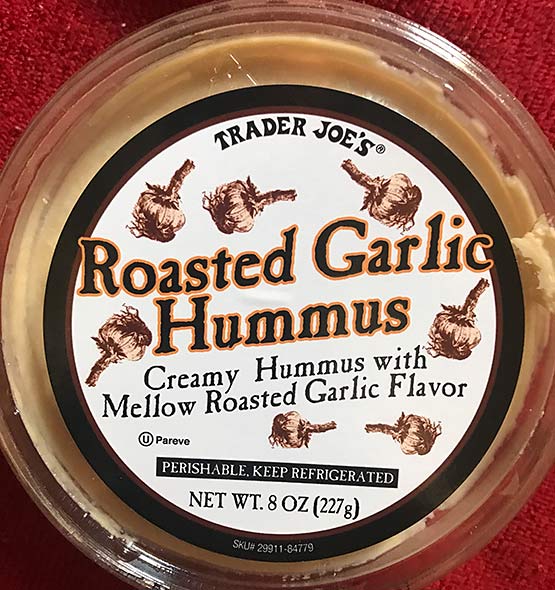 TRADER JOE'S®
Roasted Garlic
Hummus
Creamy Hummus with
Mellow Roasted Garlic Flavor
Ⓤ Pareve
PERISHABLE, KEEP REFRIGERATED
NET WT. 8 OZ (227g)
SKU# 29911-84779